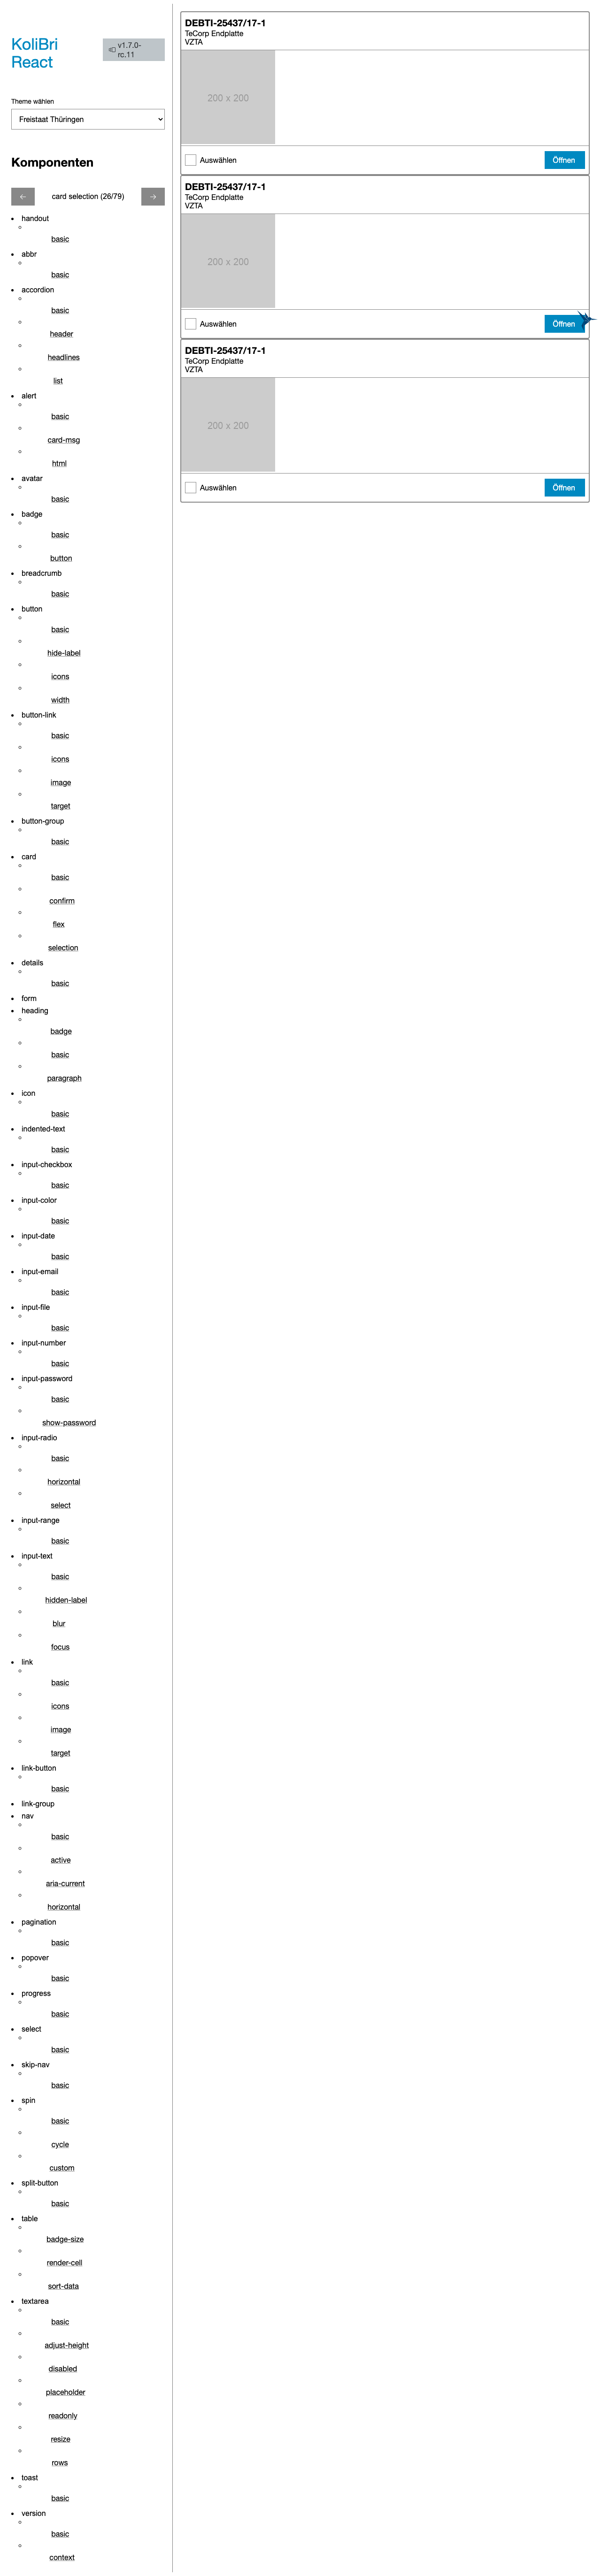 KoliBri
React
v1.7.0-
rc.11
Theme wählen
Freistaat Thüringen
Komponenten
card selection (26/79)
handout
basic
abbr
basic
accordion
basic
header
headlines
list
alert
basic
card-msg
html
avatar
basic
badge
basic
button
breadcrumb
basic
button
basic
hide-label
icons
width
button-link
basic
icons
image
target
button-group
basic
card
basic
confirm
flex
selection
details
basic
form
heading
badge
basic
paragraph
icon
basic
indented-text
basic
input-checkbox
basic
input-color
basic
input-date
basic
input-email
basic
input-file
basic
input-number
basic
input-password
basic
show-password
input-radio
basic
horizontal
select
input-range
basic
input-text
basic
hidden-label
blur
focus
link
basic
icons
image
target
link-button
basic
link-group
nav
basic
active
aria-current
horizontal
pagination
basic
popover
basic
progress
basic
select
basic
skip-nav
basic
spin
basic
cycle
custom
split-button
basic
table
badge-size
render-cell
sort-data
textarea
basic
adjust-height
disabled
placeholder
readonly
resize
rows
toast
basic
version
basic
context
DEBTI-25437/17-1
TeCorp Endplatte
VZTA
200 x 200
Auswählen
Öffnen
DEBTI-25437/17-1
TeCorp Endplatte
VZTA
200 x 200
Auswählen
Öffnen
DEBTI-25437/17-1
TeCorp Endplatte
VZTA
200 x 200
Auswählen
Öffnen